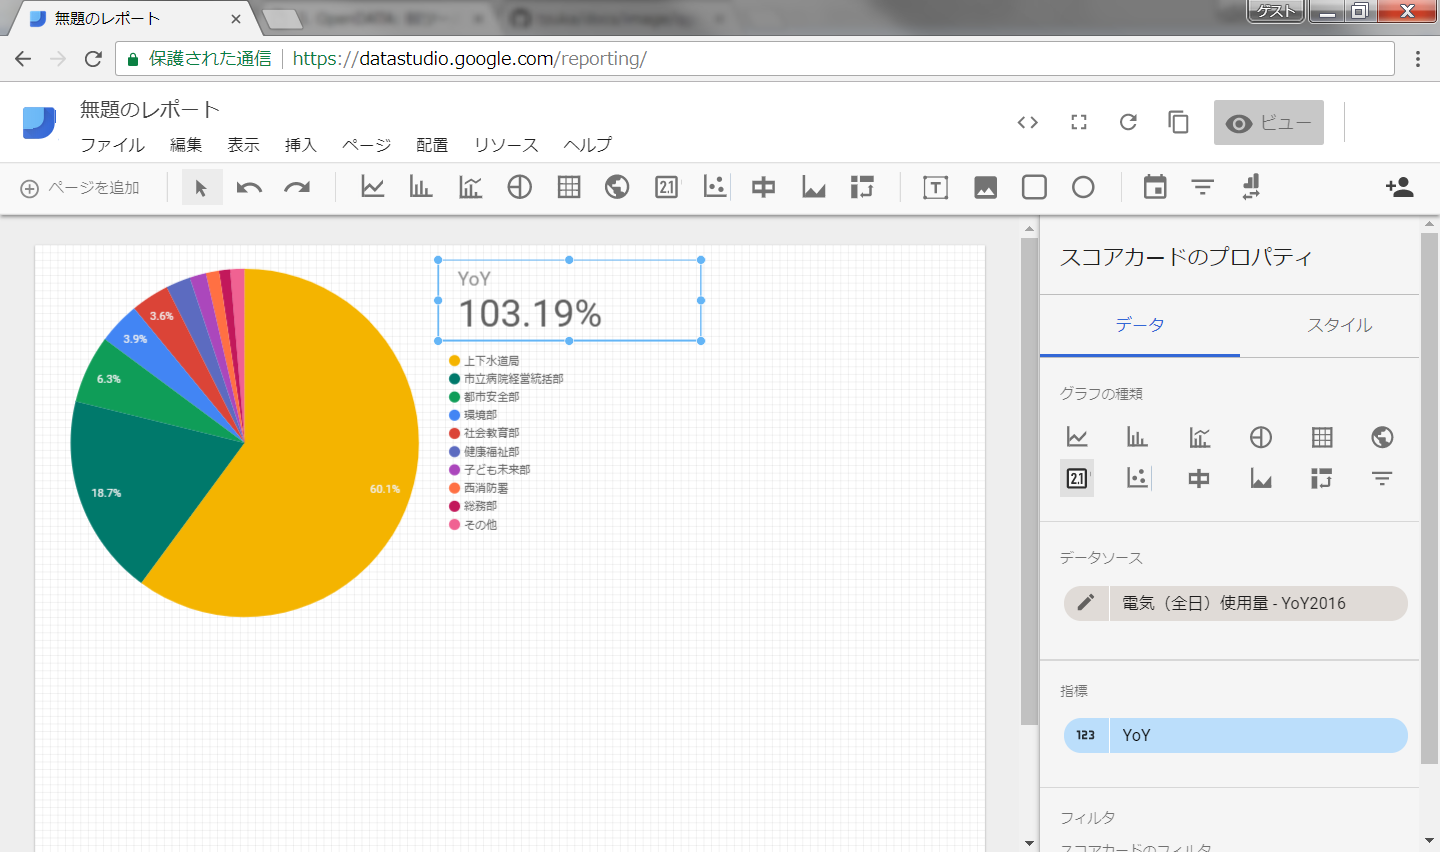 無題のレポート
ゲスト
保護された通信 https://datastudio.google.com/reporting/
無題のレポート
ファイル 編集 表示 挿入 ページ 配置 リソース ヘルプ
ビュー
ページを追加
2.1
T
YoY
103.19%
60.1%
18.7%
6.3%
3.9%
3.6%
上下水道局
市立病院経営統括部
都市安全部
環境部
社会教育部
健康福祉部
子ども未来部
西消防署
総務部
その他
スコアカードのプロパティ
データ スタイル
グラフの種類
2.1
データソース
電気（全日）使用量 - YoY2016
指標
123 YoY
フィルタ
スコアカードのフィルタ